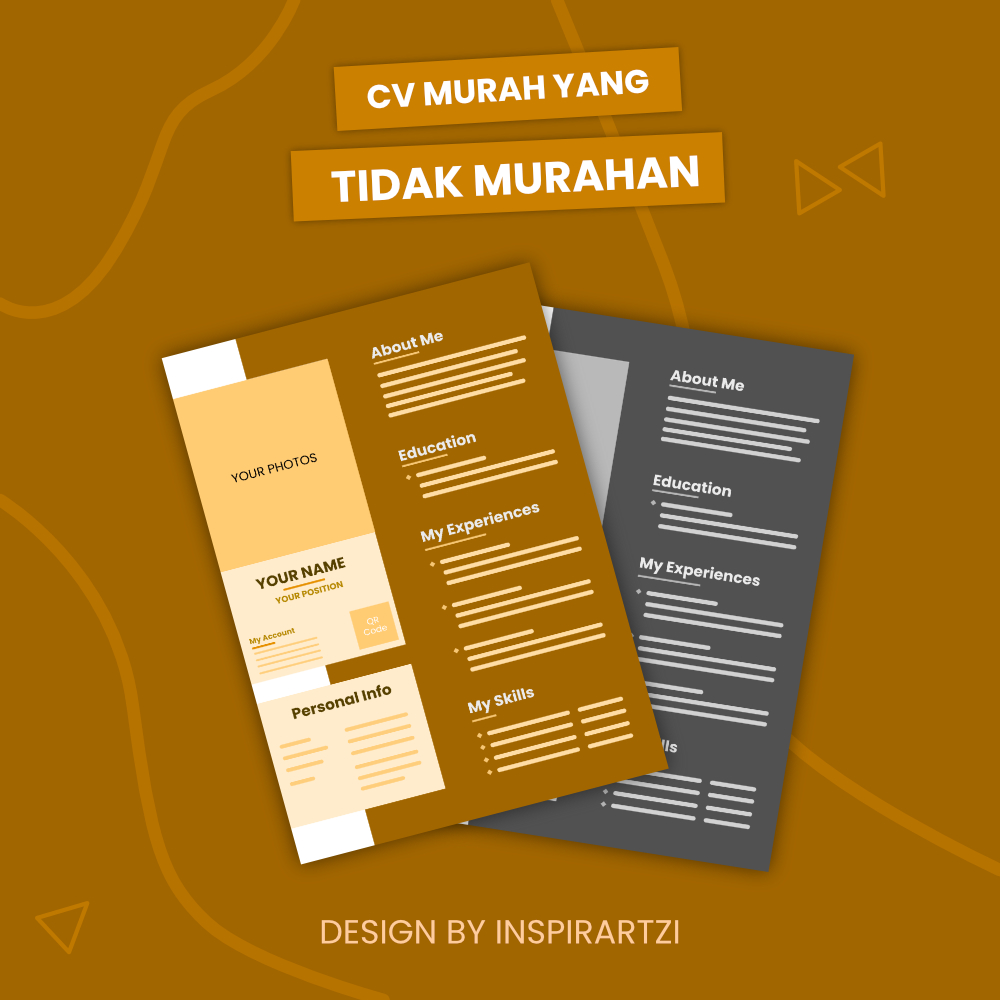 CV MURAH YANG
TIDAK MURAHAN
YOUR PHOTOS
YOUR NAME
YOUR POSITION
My Account
QR
Code
Personal Info
About Me
Education
My Experiences
My Skills
About Me
Education
My Experiences
lls
DESIGN BY INSPIRARTZI